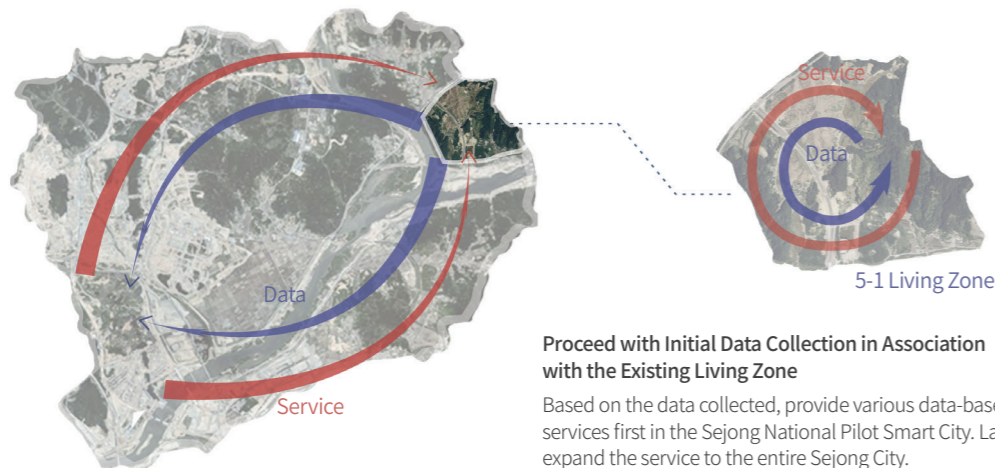 Service
Data
Data
5-1 Living Zone
Service
Proceed with Initial Data Collection in Association
with the Existing Living Zone
Based on the data collected, provide various data-base
services first in the Sejong National Pilot Smart City. La
expand the service to the entire Sejong City.